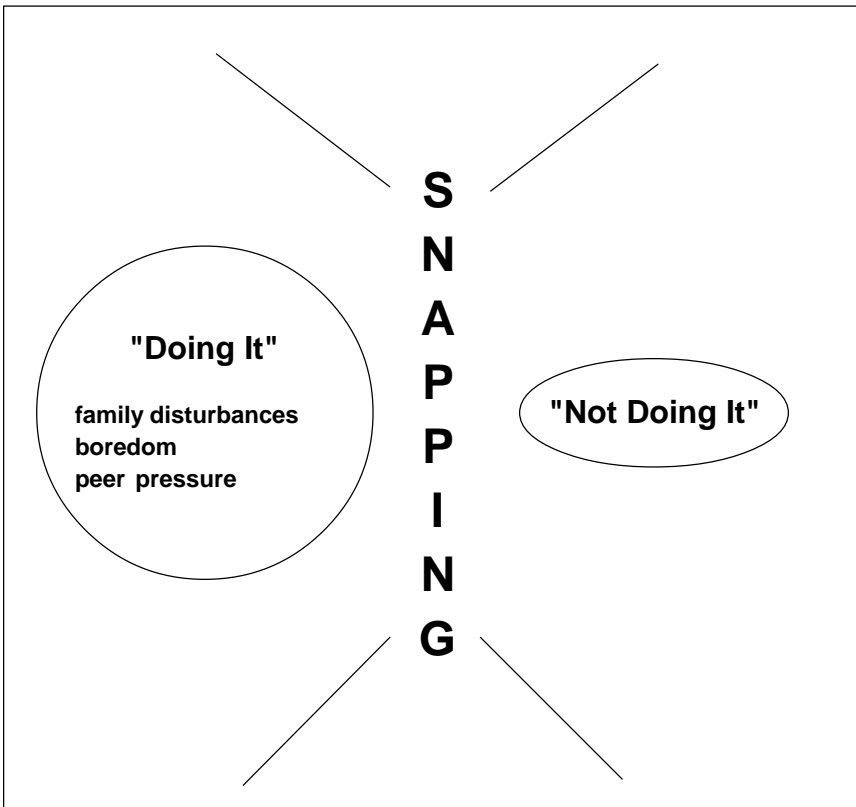 S
N
A
P
P
I
N
G
"Doing It"
family disturbances
boredom
peer pressure
"Not Doing It"